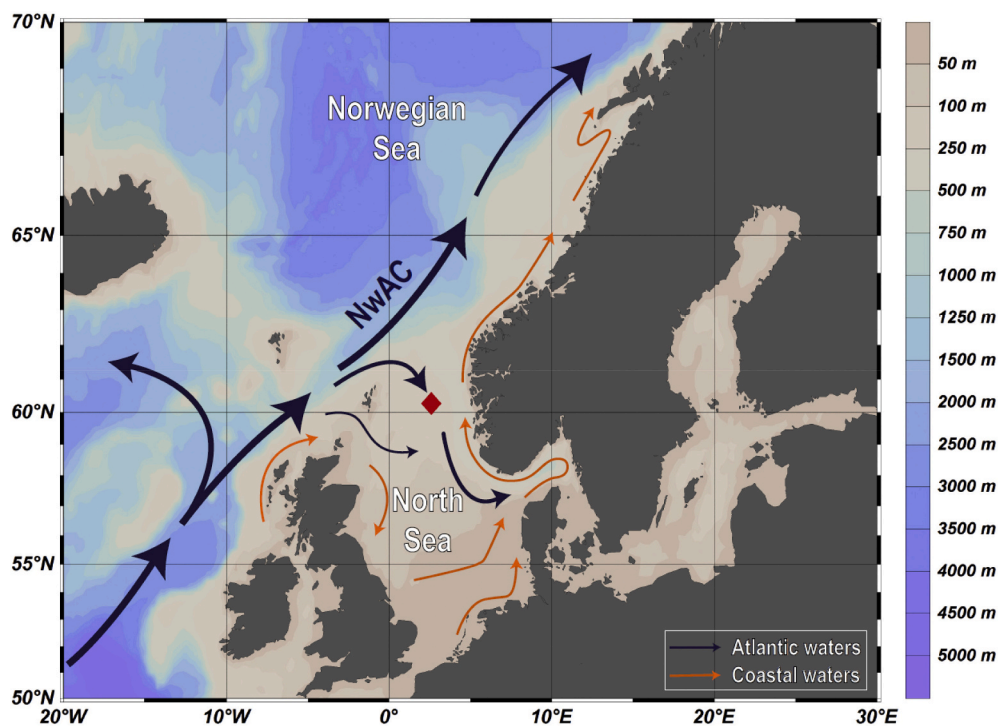 70°N
65°N
60°N
55°N
50°N
20°W
10°W
0°
10°E
20°E
30°E
Norwegian
Sea
NwAC
North
Sea
Atlantic waters
Coastal waters
50 m
100 m
250 m
500 m
750 m
1000 m
1250 m
1500 m
2000 m
2500 m
3000 m
3500 m
4000 m
4500 m
5000 m